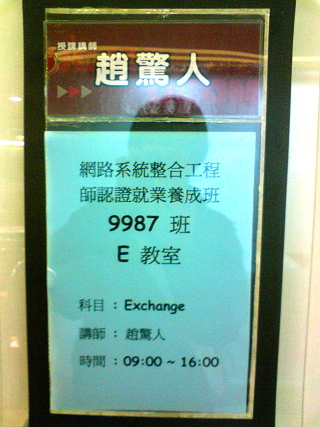 授課講師
趙驚人
網路系統整合工程
師認證就業養成班
9987 班
E 教室
科目 : Exchange
講師 : 趙驚人
時間 : 09:00 ~ 16:00